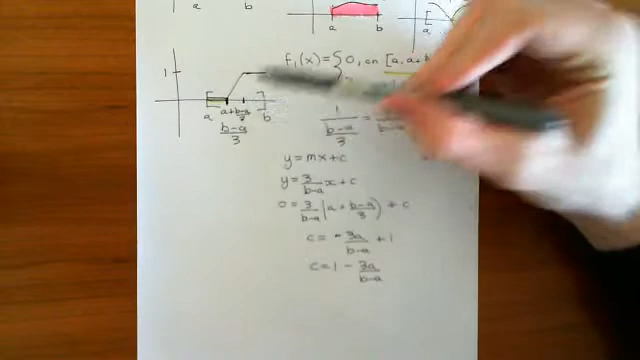 a b
a b
1
f₁(x) = { 0, on [a, a+b
[ ]
a a+b-a/3 b
b-a/3
1/(b-a/3) =
y = mx+c
y = 3/(b-a) x + c
0 = 3/(b-a) (a + b-a/3) + c
c = - 3a/(b-a) + 1
c = 1 - 3a/(b-a)